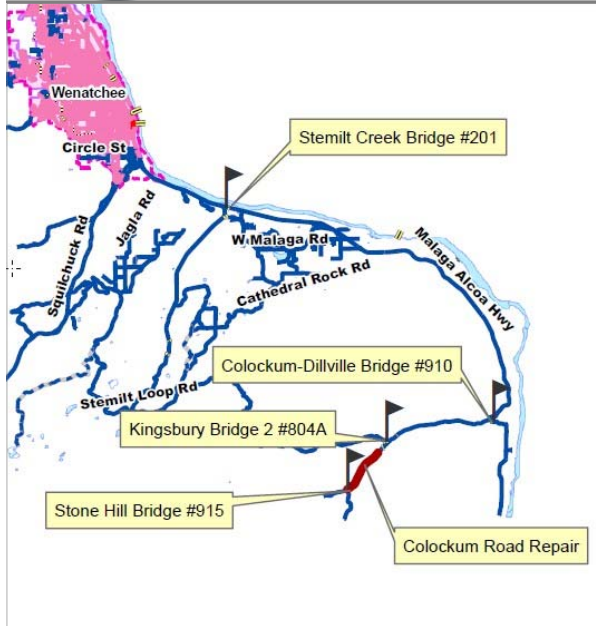 Wenatchee
Stemilt Creek Bridge #201
Circle St
Jagla Rd
Squilchuck Rd
W Malaga Rd
Malaga Alcoa Hwy
Cathedral Rock Rd
Colockum-Dillville Bridge #910
Stemilt Loop Rd
Kingsbury Bridge 2 #804A
Stone Hill Bridge #915
Colockum Road Repair